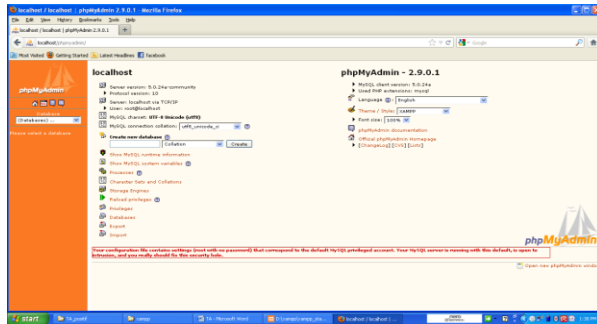 localhost / localhost | phpMyAdmin 2.9.0.1 - Mozilla Firefox
File Edit View History Bookmarks Tools Help
localhost / localhost | phpMyAdmin 2.9.0.1
localhost/phpmyadmin/
Google
Most Visited Getting Started Latest Headlines Facebook
phpMyAdmin
Database
(Databases) ...
Please select a database
localhost
Server version: 5.0.24a-community
Protocol version: 10
Server: localhost via TCP/IP
User: root@localhost
MySQL charset: UTF-8 Unicode (utf8)
MySQL connection collation: utf8_unicode_ci
Create new database
Collation Create
Show MySQL runtime information
Show MySQL system variables
Processes
Character Sets and Collations
Storage Engines
Reload privileges
Privileges
Databases
Export
Import
phpMyAdmin - 2.9.0.1
MySQL client version: 5.0.24a
Used PHP extensions: mysql
Language: English
Theme / Style: XAMPP
Font size: 100%
phpMyAdmin documentation
Official phpMyAdmin Homepage
[ChangeLog] [CVS] [Lists]
phpMyAdmin
Your configuration file contains settings (root with no password) that correspond to the default MySQL privileged account. Your MySQL server is running with this default, is open to
intrusion, and you really should fix this security hole.
Open new phpMyAdmin window
start
TA - Microsoft Word
localhost / localhost | ...